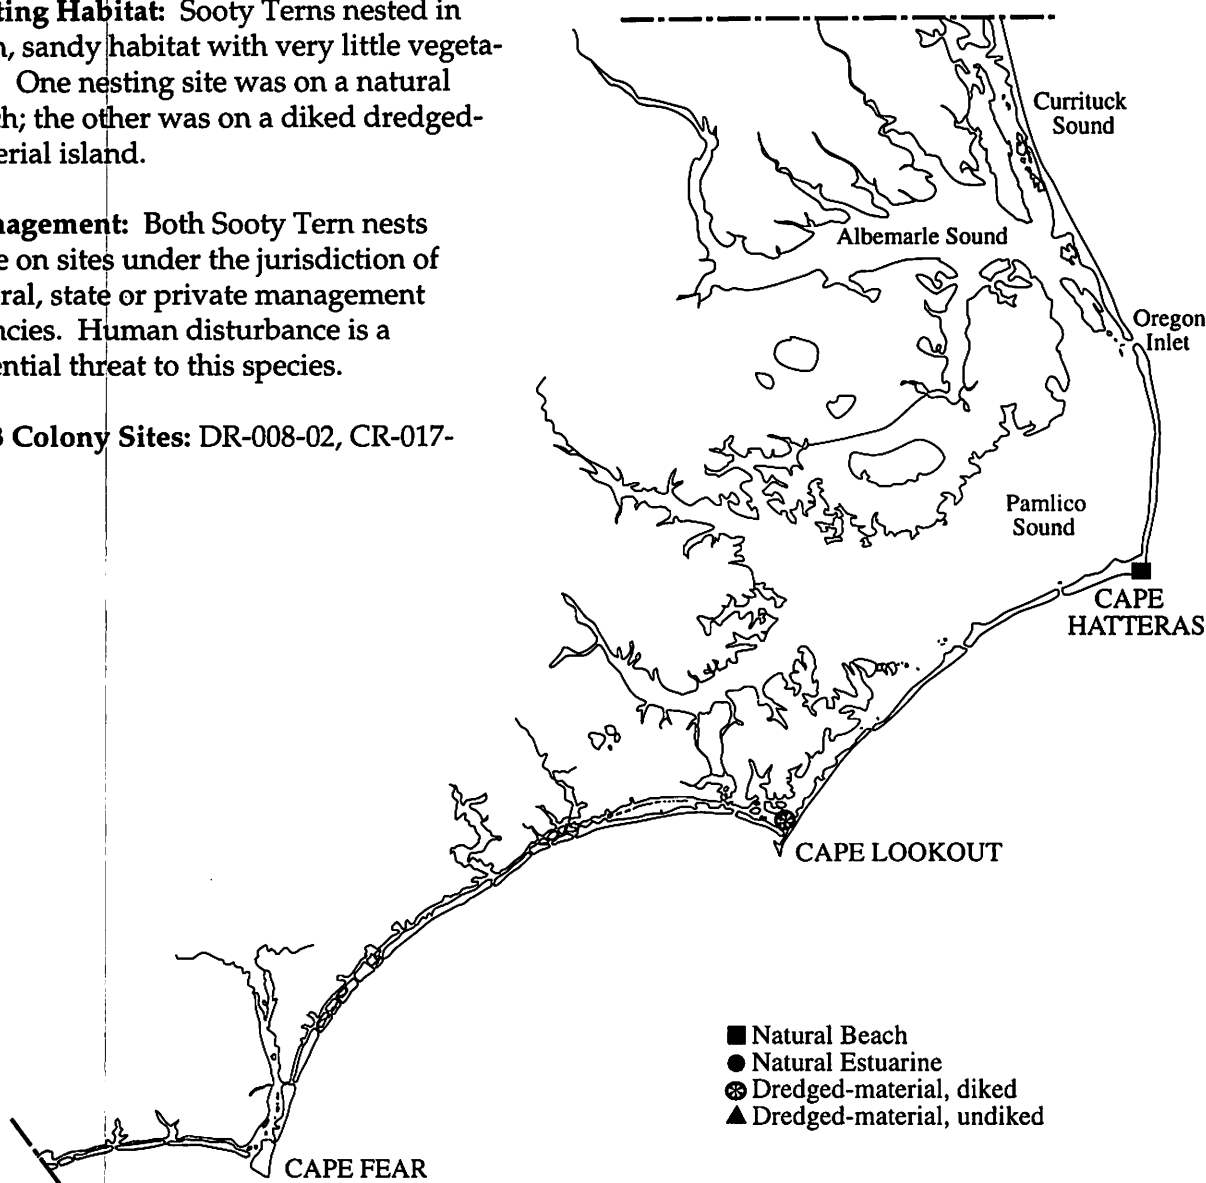 ting Habitat: Sooty Terns nested in
n, sandy habitat with very little vegeta-
One nesting site was on a natural
ch; the other was on a diked dredged-
erial island.
nagement: Both Sooty Tern nests
e on sites under the jurisdiction of
ral, state or private management
ncies. Human disturbance is a
ential threat to this species.
3 Colony Sites: DR-008-02, CR-017-
Currituck
Sound
Albemarle Sound
Oregon
Inlet
Pamlico
Sound
CAPE
HATTERAS
CAPE LOOKOUT
Natural Beach
Natural Estuarine
Dredged-material, diked
Dredged-material, undiked
CAPE FEAR